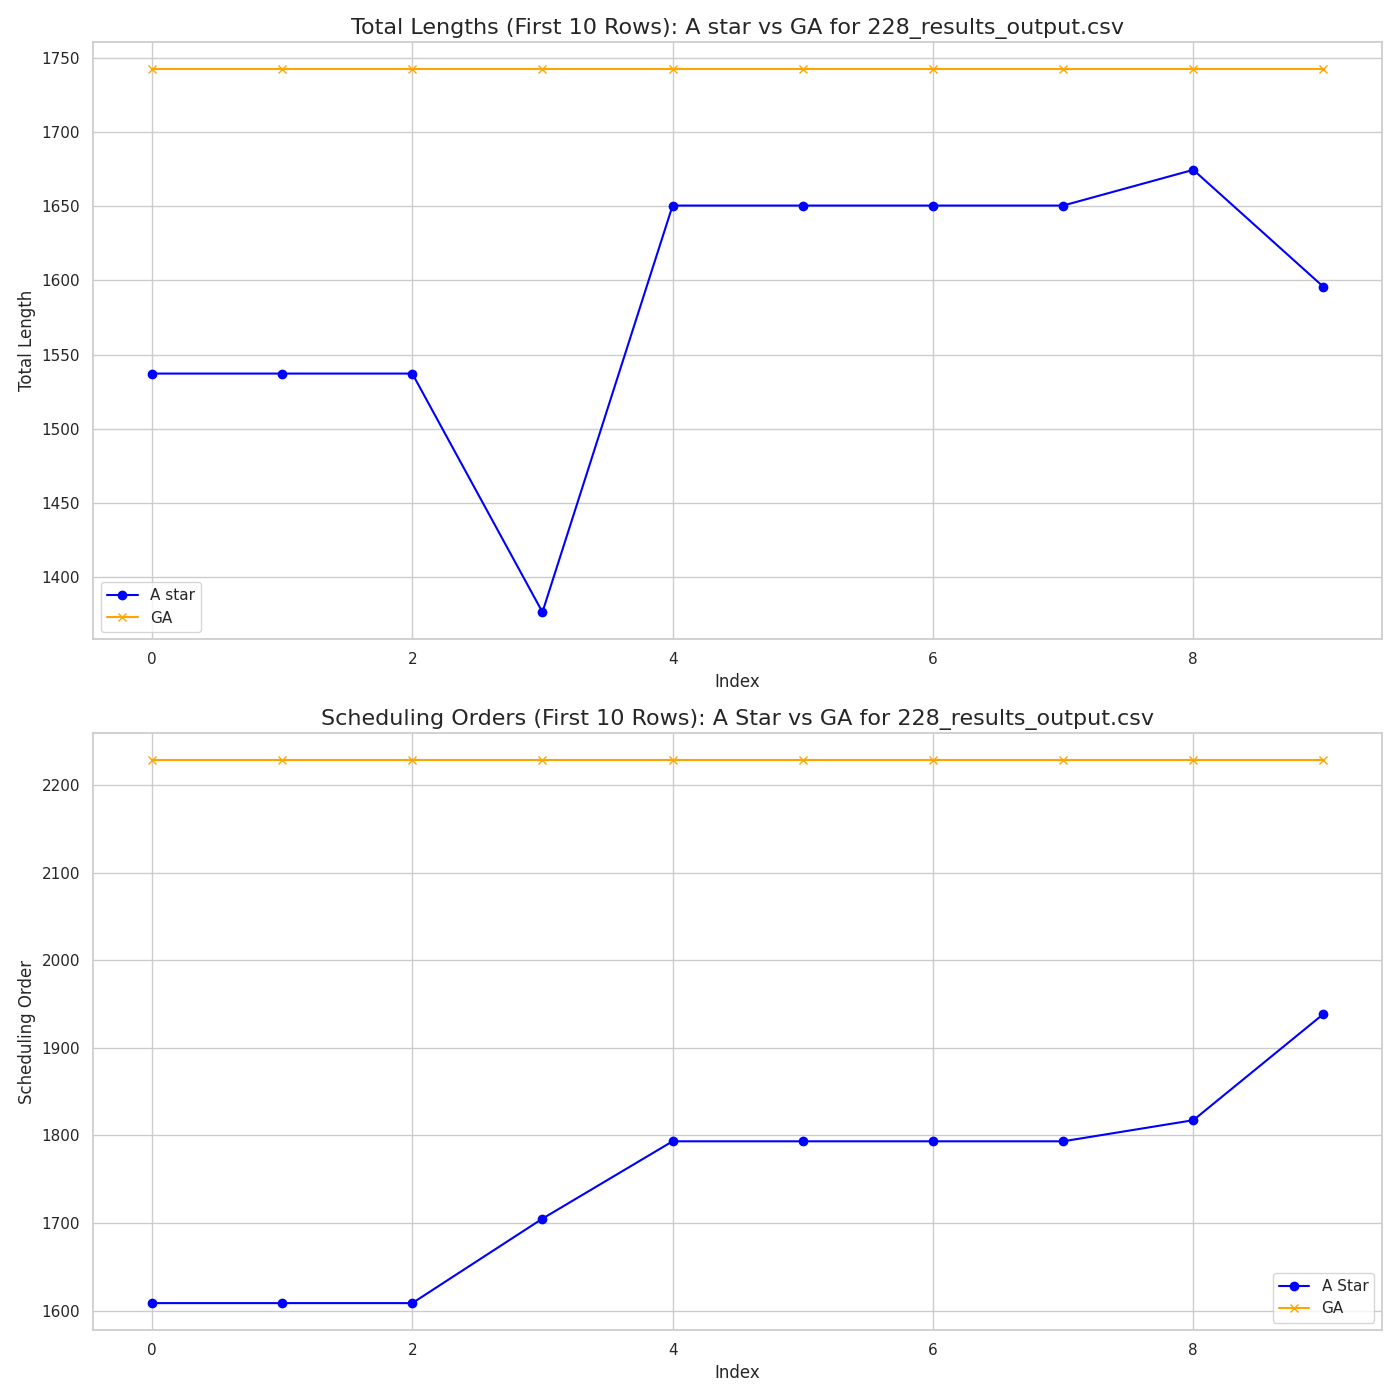 Total Lengths (First 10 Rows): A star vs GA for 228_results_output.csv
1750
1700
1650
1600
1550
1500
1450
1400
Total Length
A star
GA
0 2 4 6 8
Index
Scheduling Orders (First 10 Rows): A Star vs GA for 228_results_output.csv
2200
2100
2000
1900
1800
1700
1600
Scheduling Order
A Star
GA
0 2 4 6 8
Index